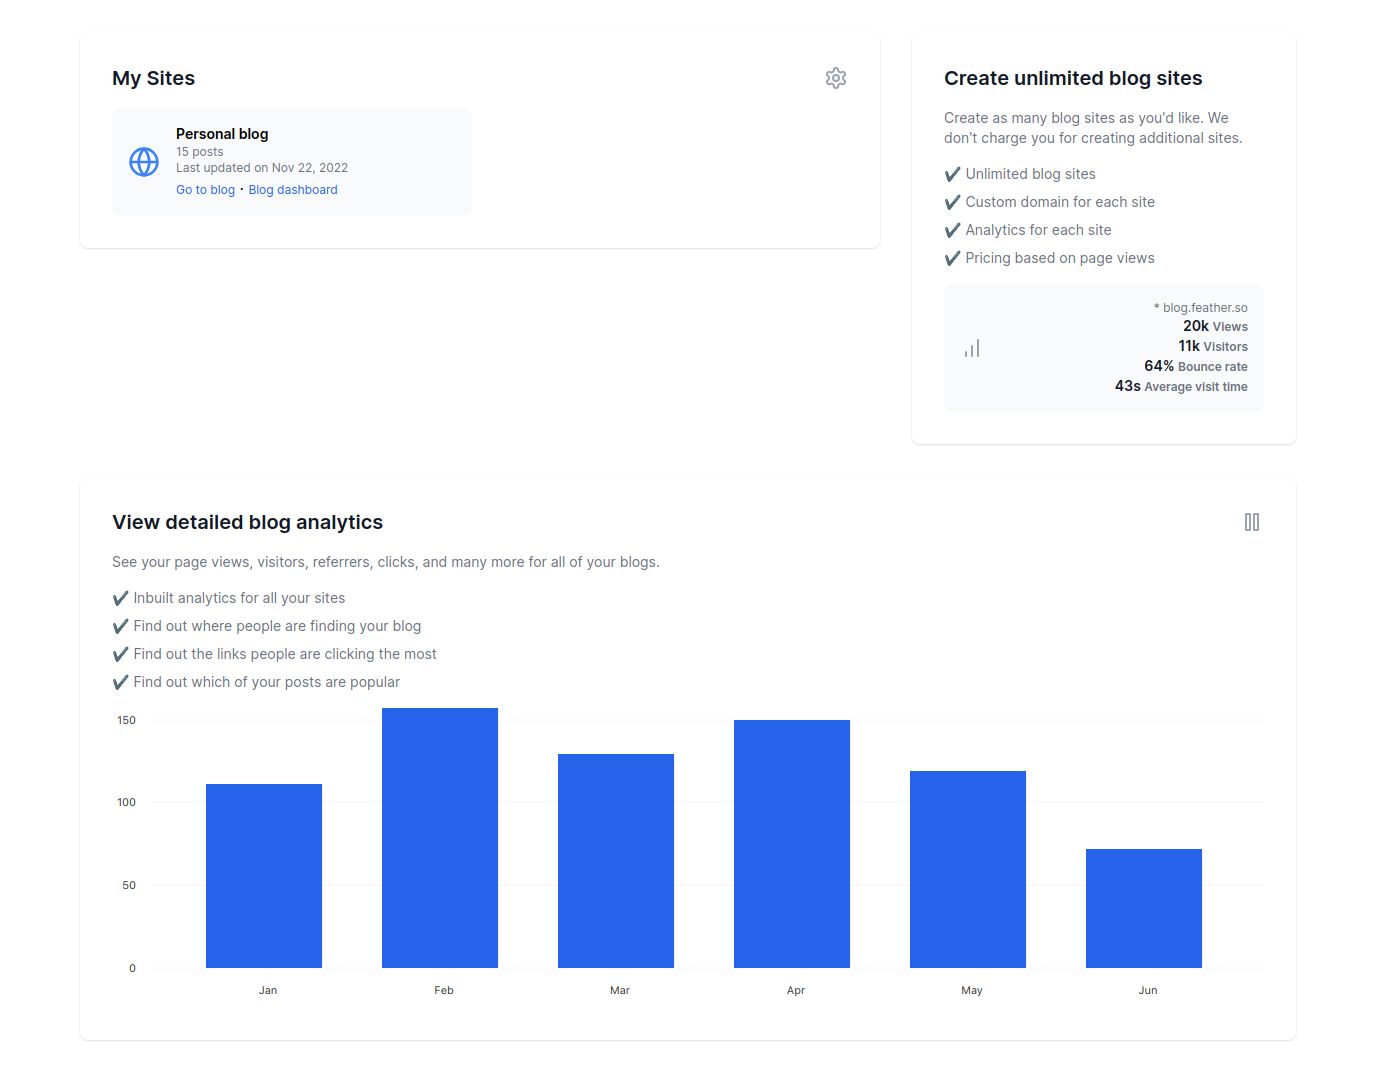 My Sites
Personal blog
15 posts
Last updated on Nov 22, 2022
Go to blog · Blog dashboard
Create unlimited blog sites
Create as many blog sites as you'd like. We
don't charge you for creating additional sites.
✔ Unlimited blog sites
✔ Custom domain for each site
✔ Analytics for each site
✔ Pricing based on page views
* blog.feather.so
20k Views
11k Visitors
64% Bounce rate
43s Average visit time
View detailed blog analytics
See your page views, visitors, referrers, clicks, and many more for all of your blogs.
✔ Inbuilt analytics for all your sites
✔ Find out where people are finding your blog
✔ Find out the links people are clicking the most
✔ Find out which of your posts are popular
150
100
50
0
Jan Feb Mar Apr May Jun